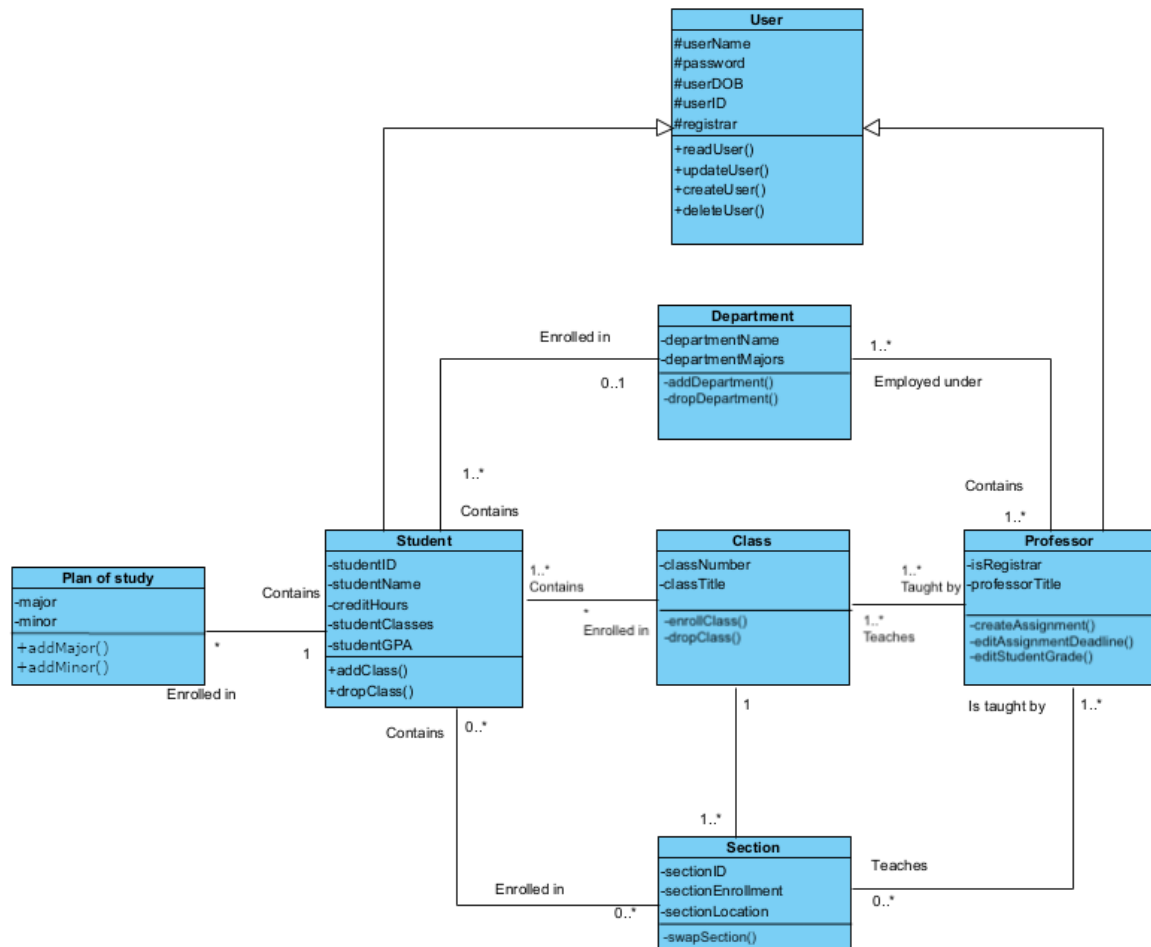 User
#userName
#password
#userDOB
#userID
#registrar
+readUser()
+updateUser()
+createUser()
+deleteUser()
Department
-departmentName
-departmentMajors
-addDepartment()
-dropDepartment()
Enrolled in
0..1
1..*
Employed under
1..*
Contains
Contains
1..*
Student
-studentID
-studentName
-creditHours
-studentClasses
-studentGPA
+addClass()
+dropClass()
Class
-classNumber
-classTitle
-enrollClass()
-dropClass()
Professor
-isRegistrar
-professorTitle
-createAssignment()
-editAssignmentDeadline()
-editStudentGrade()
Plan of study
-major
-minor
+addMajor()
+addMinor()
Contains
1
*
Enrolled in
1..*
Contains
*
Enrolled in
1..*
Taught by
1..*
Teaches
Contains
0..*
1
Is taught by
1..*
1..*
Section
-sectionID
-sectionEnrollment
-sectionLocation
-swapSection()
Enrolled in
0..*
Teaches
0..*